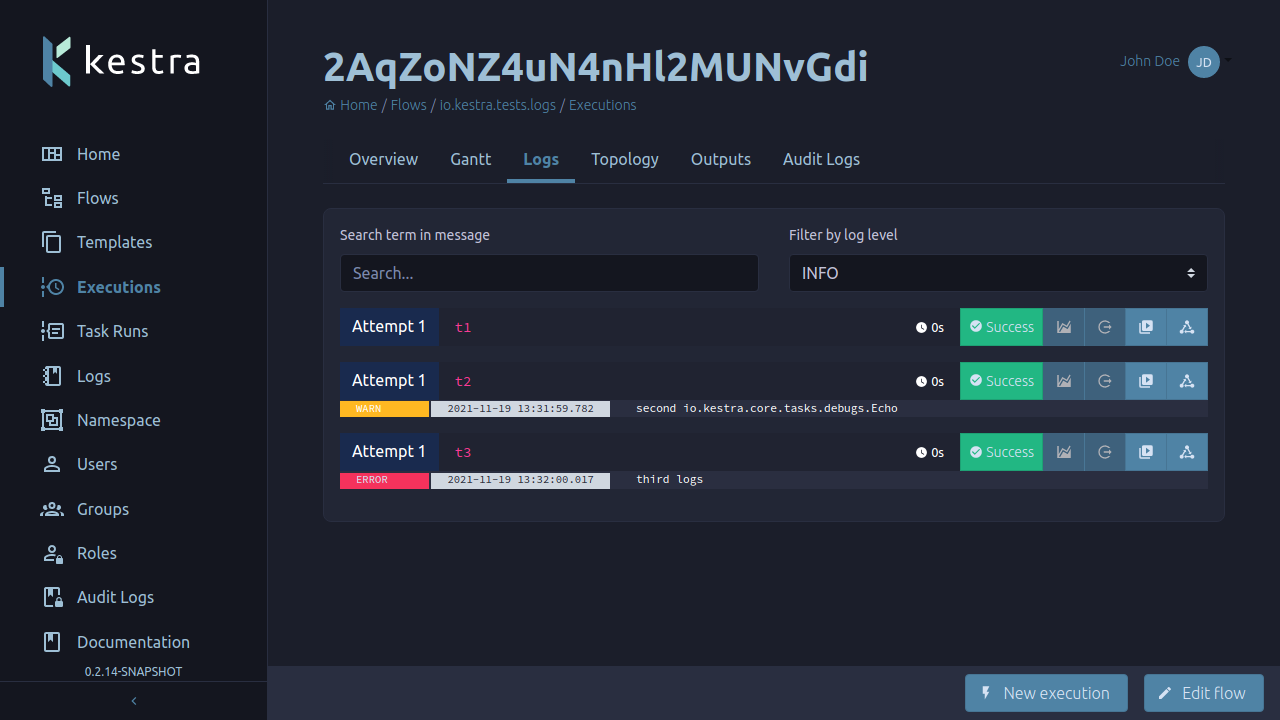 kestra
Home
Flows
Templates
Executions
Task Runs
Logs
Namespace
Users
Groups
Roles
Audit Logs
Documentation
0.2.14-SNAPSHOT
2AqZoNZ4uN4nHl2MUNvGdi
John Doe JD
Home / Flows / io.kestra.tests.logs / Executions
Overview Gantt Logs Topology Outputs Audit Logs
Search term in message
Search...
Filter by log level
INFO
Attempt 1 t1 0s Success
Attempt 1 t2 0s Success
WARN 2021-11-19 13:31:59.782 second io.kestra.core.tasks.debugs.Echo
Attempt 1 t3 0s Success
ERROR 2021-11-19 13:32:00.017 third logs
New execution Edit flow